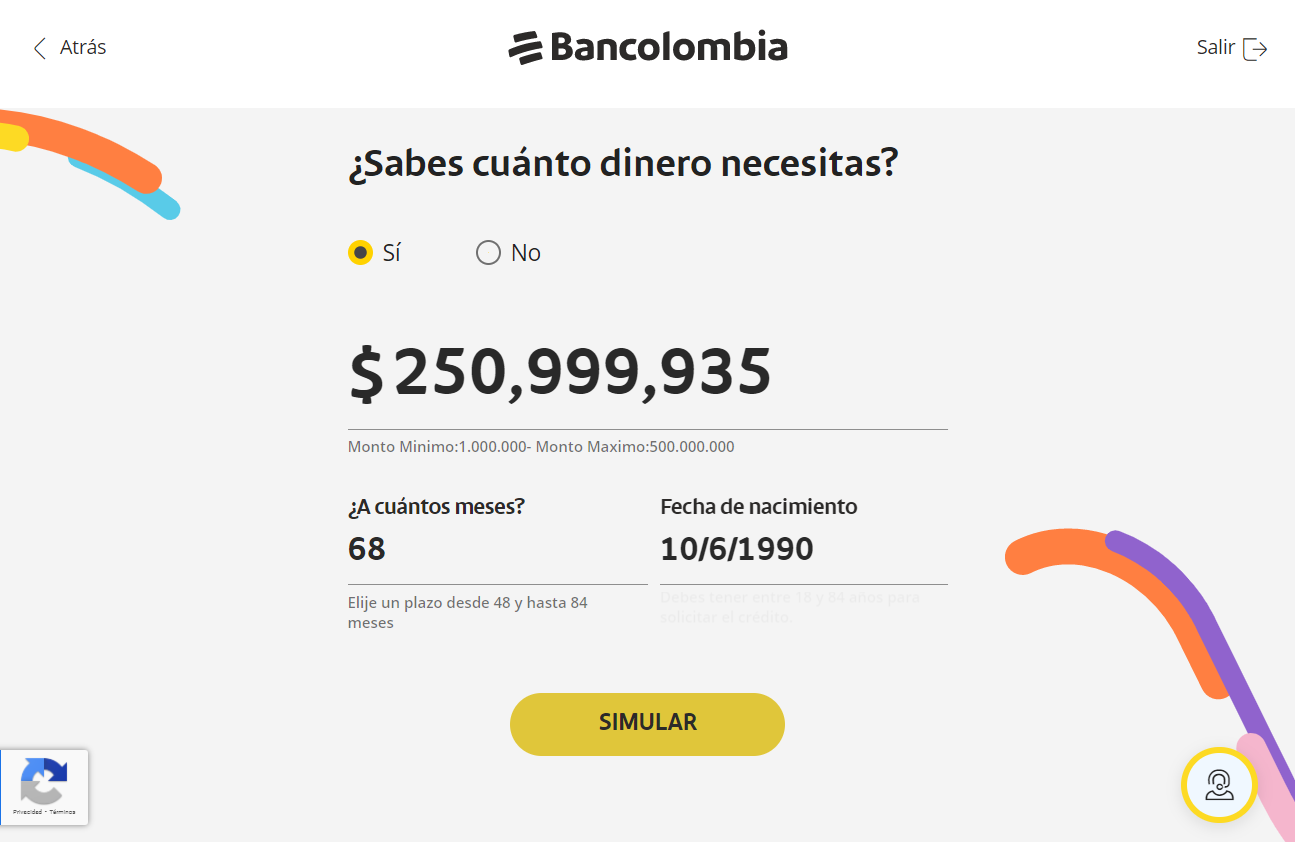 Atrás
Bancolombia
Salir
¿Sabes cuánto dinero necesitas?
Sí
No
$250,999,935
Monto Minimo:1.000.000- Monto Maximo:500.000.000
¿A cuántos meses?
Fecha de nacimiento
68
10/6/1990
Elije un plazo desde 48 y hasta 84
meses
Debes tener entre 18 y 84 años para
solicitar el crédito.
SIMULAR
Privacidad - Términos